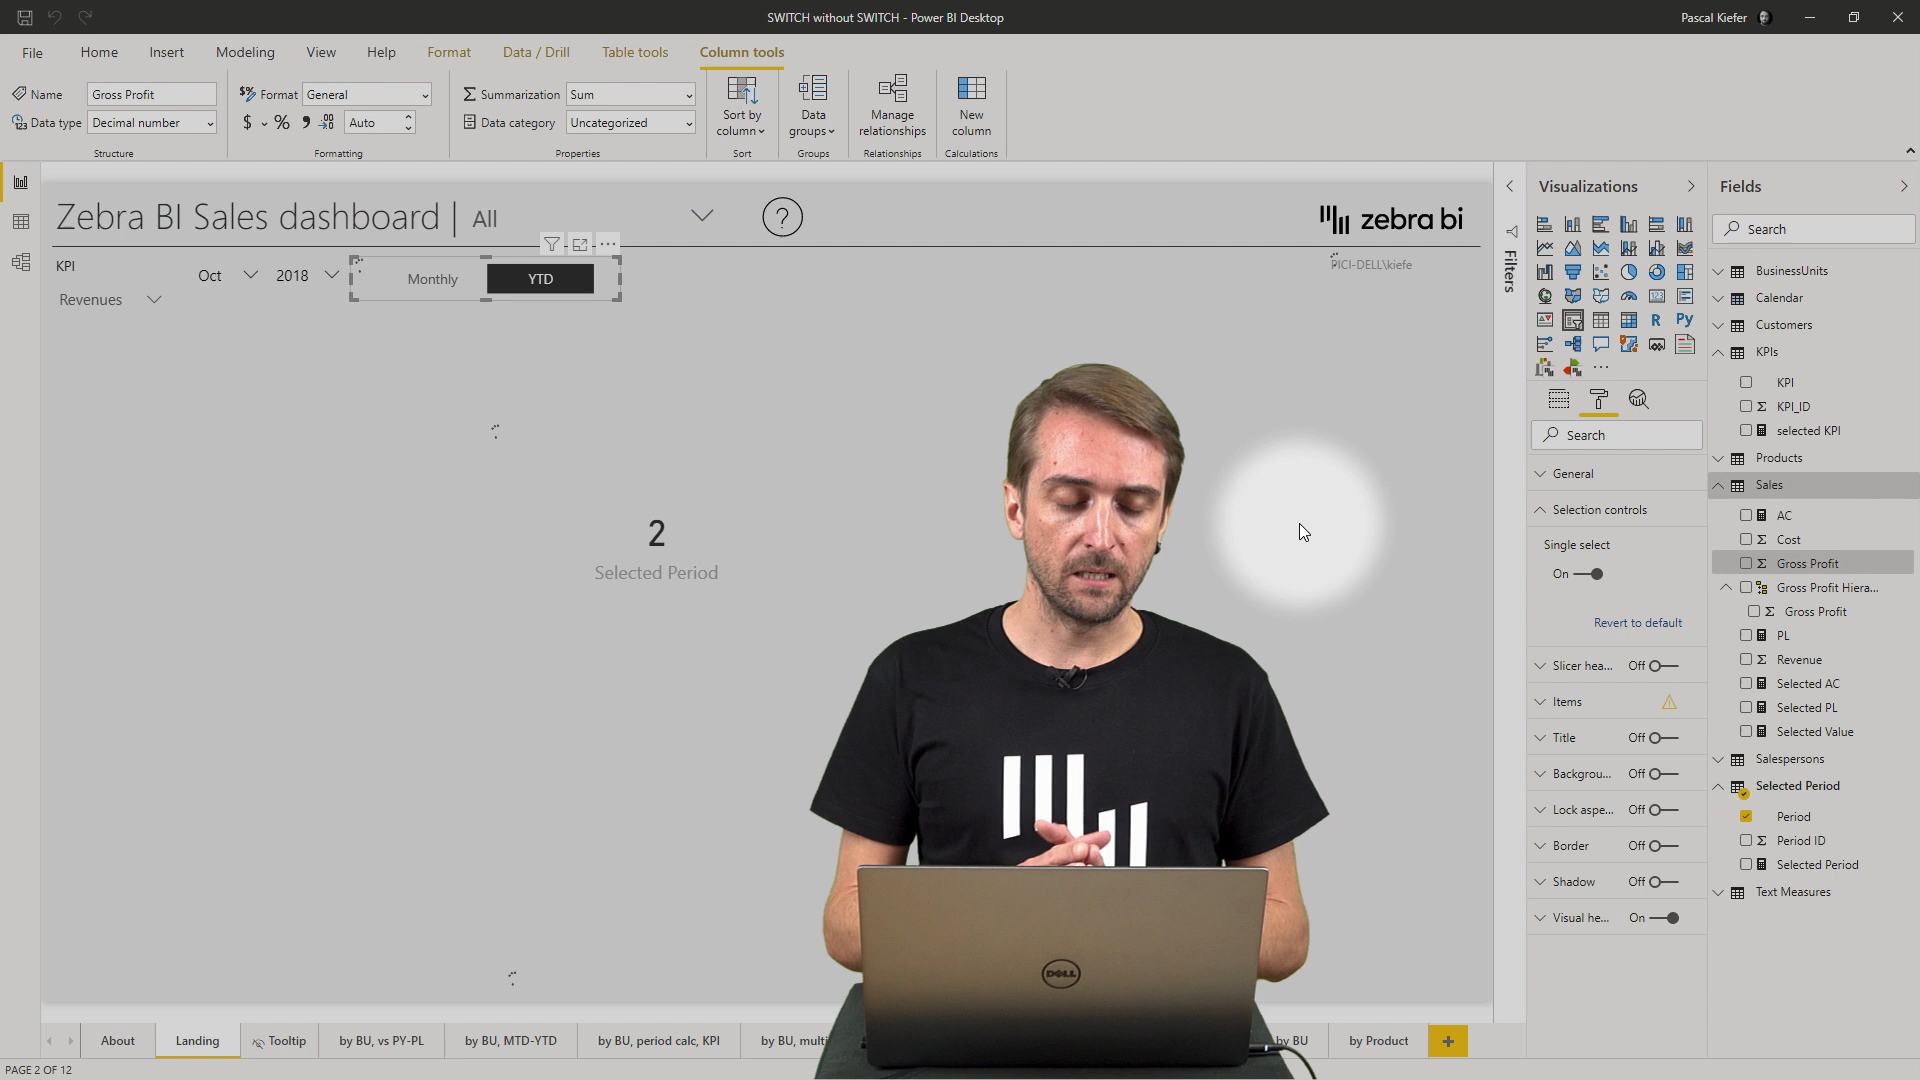 SWITCH without SWITCH - Power BI Desktop
Pascal Kiefer
File
Home
Insert
Modeling
View
Help
Format
Data / Drill
Table tools
Column tools
Name
Gross Profit
Data type
Decimal number
Structure
Format
General
$
%
Auto
Formatting
Summarization
Sum
Data category
Uncategorized
Properties
Sort by
column
Sort
Data
groups
Groups
Manage
relationships
Relationships
New
column
Calculations
Zebra BI Sales dashboard | All
?
zebra bi
KPI
Revenues
Oct
2018
Monthly
YTD
PICI-DELL\kiefe
2
Selected Period
DELL
Filters
Visualizations
R
Py
Search
General
Selection controls
Single select
On
Revert to default
Slicer hea... Off
Items
Title Off
Backgrou... Off
Lock aspe... Off
Border Off
Shadow Off
Visual he... On
Fields
Search
BusinessUnits
Calendar
Customers
KPIs
KPI
KPI_ID
selected KPI
Products
Sales
AC
Cost
Gross Profit
Gross Profit Hiera...
Gross Profit
PL
Revenue
Selected AC
Selected PL
Selected Value
Salespersons
Selected Period
Period
Period ID
Selected Period
Text Measures
About
Landing
Tooltip
by BU, vs PY-PL
by BU, MTD-YTD
by BU, period calc, KPI
by BU, multi
by BU
by Product
PAGE 2 OF 12